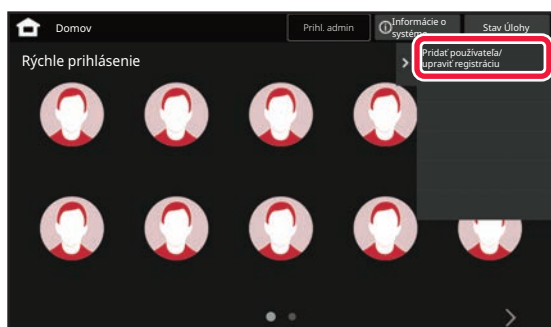 Domov
Prihl. admin
Informácie o
systéme
Stav Úlohy
Rýchle prihlásenie
Pridať používateľa/
upraviť registráciu